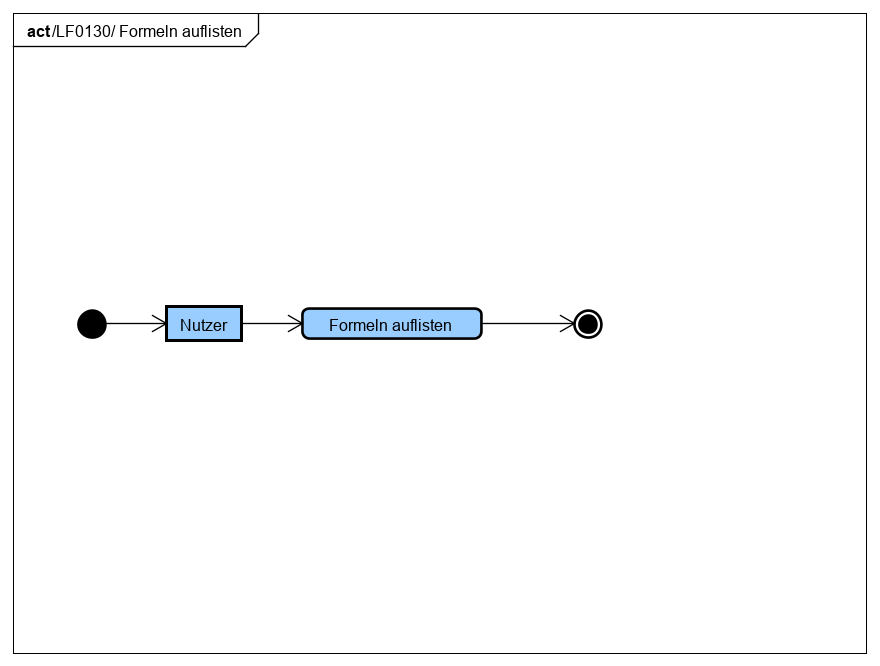 act /LF0130/ Formeln auflisten
Nutzer
Formeln auflisten